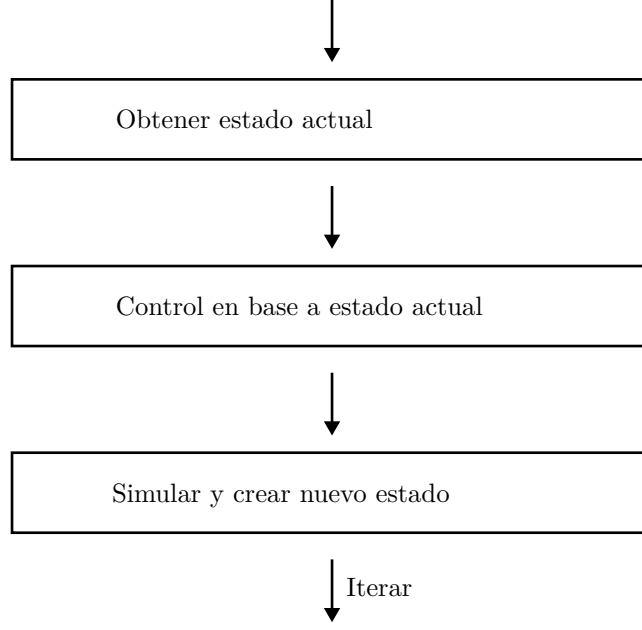 Obtener estado actual
Control en base a estado actual
Simular y crear nuevo estado
Iterar